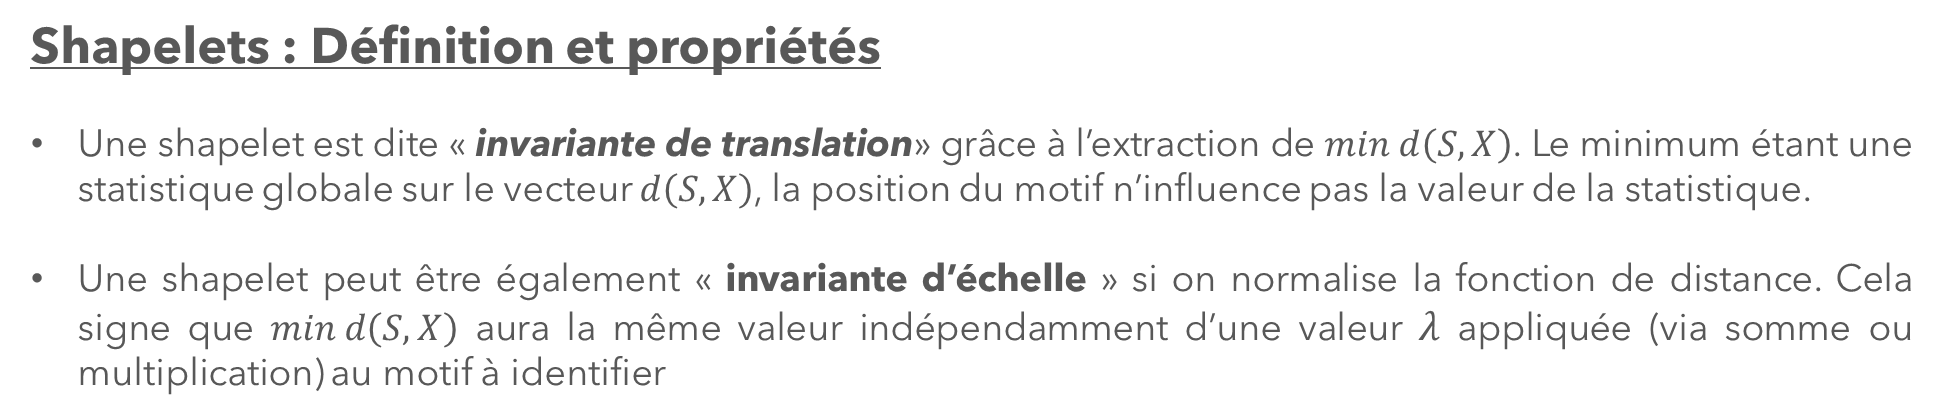 Shapelets : Définition et propriétés
• Une shapelet est dite « invariante de translation» grâce à l’extraction de min d(S, X). Le minimum étant une
statistique globale sur le vecteur d(S, X), la position du motif n’influence pas la valeur de la statistique.
• Une shapelet peut être également « invariante d’échelle » si on normalise la fonction de distance. Cela
signe que min d(S, X) aura la même valeur indépendamment d’une valeur λ appliquée (via somme ou
multiplication) au motif à identifier